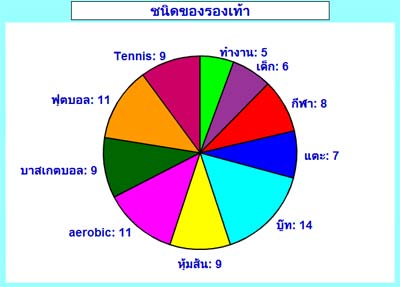 ชนิดของรองเท้า
ทำงาน: 5
เด็ก: 6
กีฬา: 8
แตะ: 7
บู๊ท: 14
หุ้มส้น: 9
aerobic: 11
บาสเกตบอล: 9
ฟุตบอล: 11
Tennis: 9